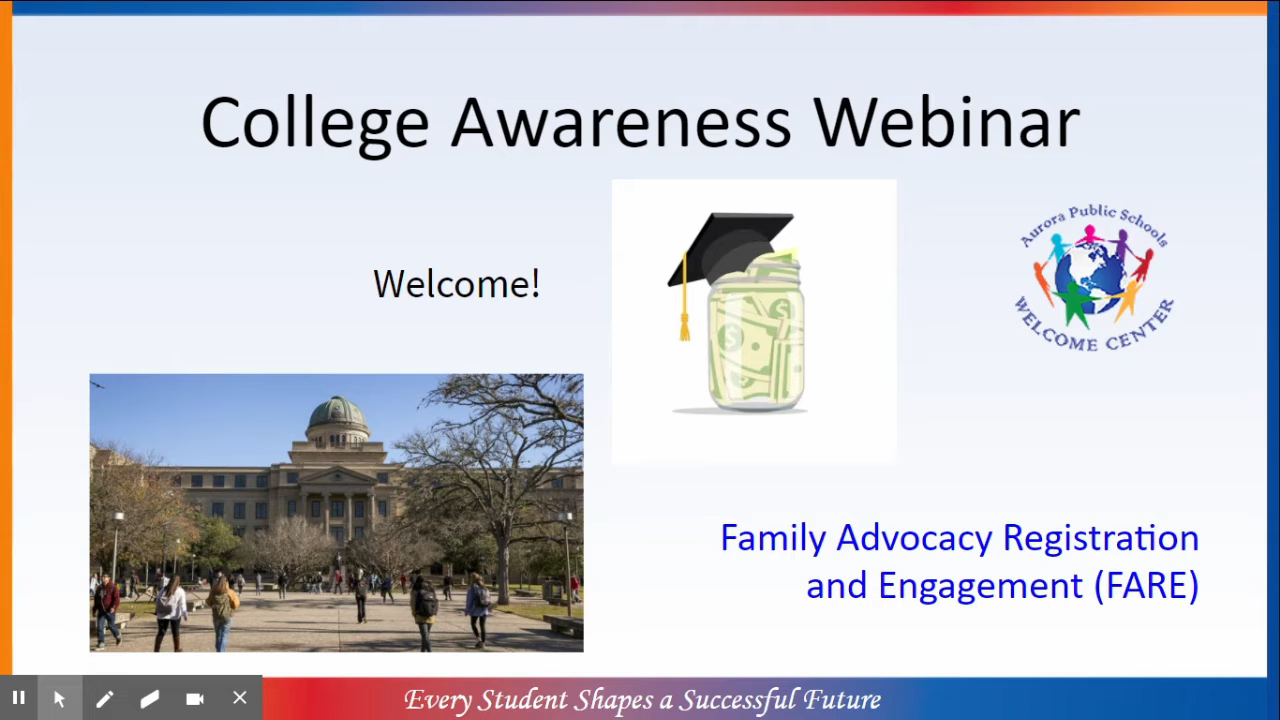 College Awareness Webinar
Welcome!
Aurora Public Schools
WELCOME CENTER
Family Advocacy Registration
and Engagement (FARE)
Every Student Shapes a Successful Future